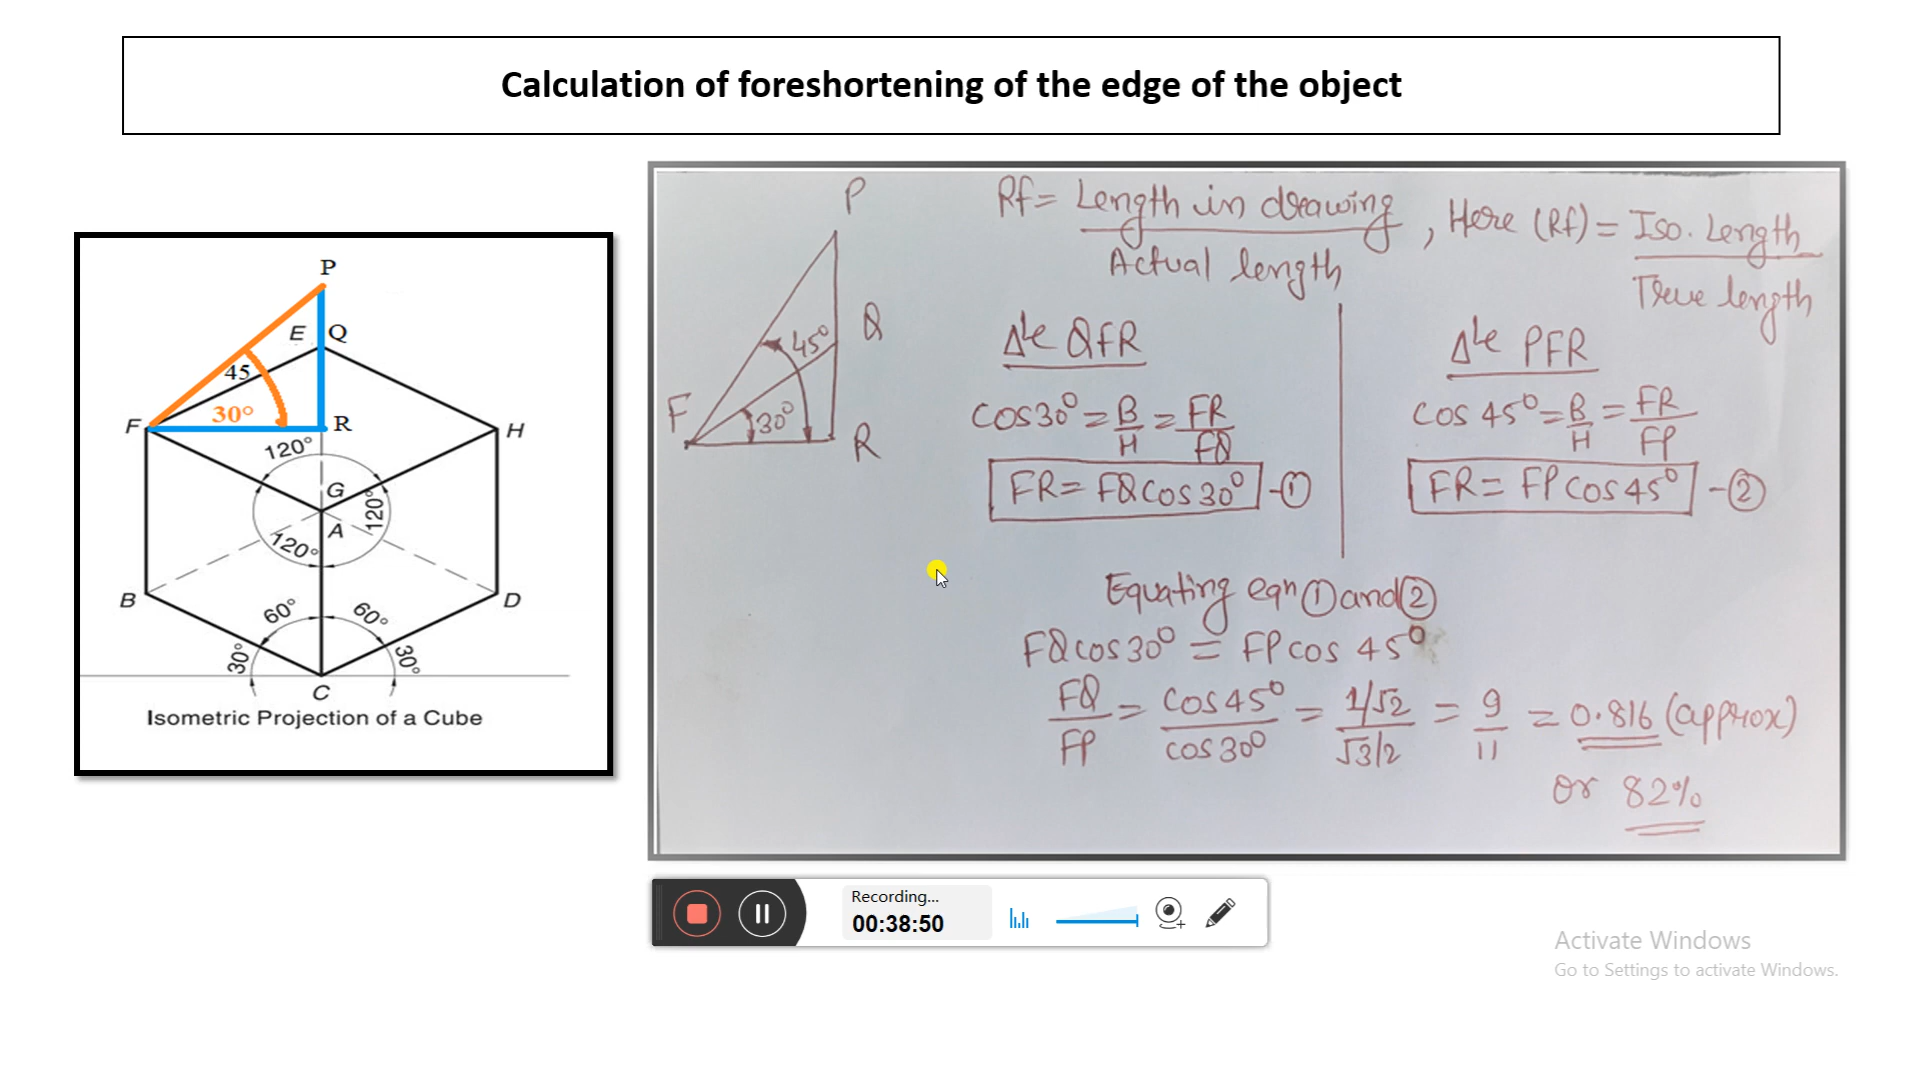 Calculation of foreshortening of the edge of the object
P
E Q
45
30°
F R H
120°
G
120°
A
120°
B D
60° 60°
30° 30°
C
Isometric Projection of a Cube
P
Q
45°
F 30° R
Rf = Length in drawing / Actual length , Here (Rf) = Iso. Length / True length
Δle QFR
cos30° = B/H = FR/FQ
FR = FQ cos 30° -①
Δle PFR
cos 45° = B/H = FR/FP
FR = FP cos 45° -②
Equating eqn ① and ②
FQ cos 30° = FP cos 45°
FQ/FP = cos 45°/cos 30° = 1/√2 / √3/2 = 9/11 = 0.816 (approx)
or 82%
Recording...
00:38:50
Activate Windows
Go to Settings to activate Windows.